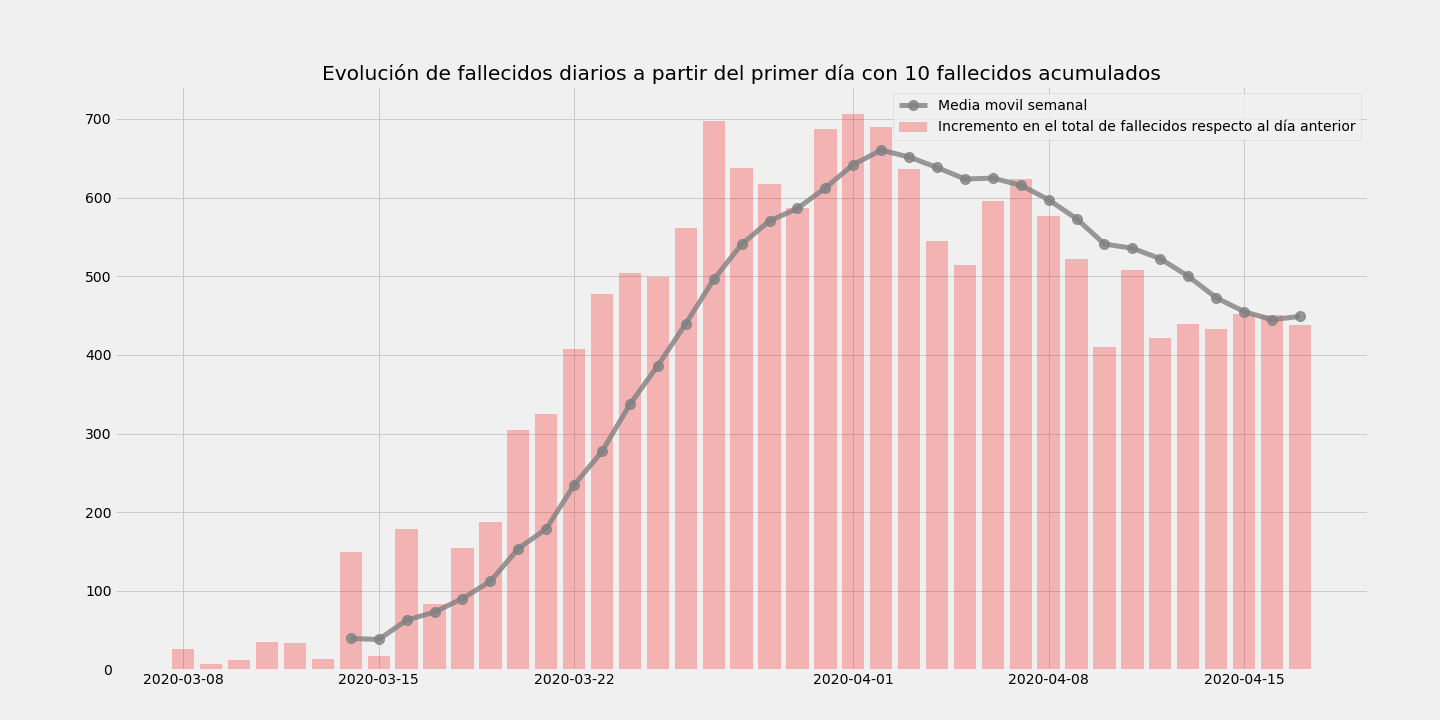 Evolución de fallecidos diarios a partir del primer día con 10 fallecidos acumulados
Media movil semanal
Incremento en el total de fallecidos respecto al día anterior
700
600
500
400
300
200
100
0
2020-03-08 2020-03-15 2020-03-22 2020-04-01 2020-04-08 2020-04-15